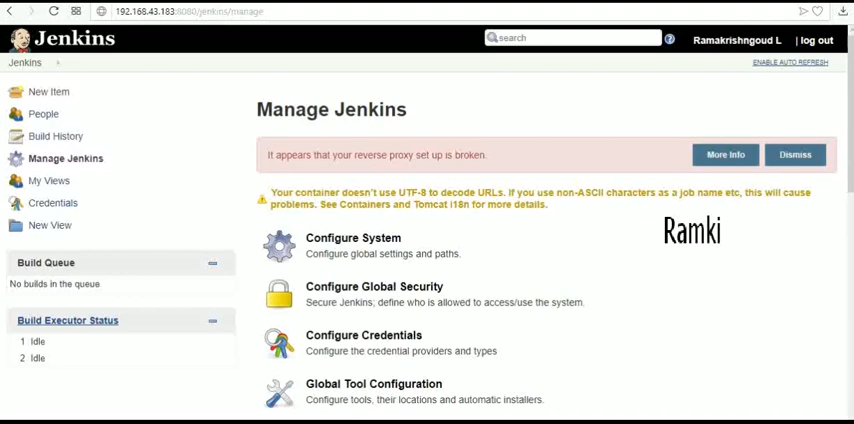 192.168.43.183:8080/jenkins/manage
Jenkins
search
Ramakrishngoud L
| log out
Jenkins
ENABLE AUTO REFRESH
New Item
People
Build History
Manage Jenkins
My Views
Credentials
New View
Build Queue
No builds in the queue
Build Executor Status
1 Idle
2 Idle
Manage Jenkins
It appears that your reverse proxy set up is broken.
More Info
Dismiss
Your container doesn't use UTF-8 to decode URLs. If you use non-ASCII characters as a job name etc, this will cause
problems. See Containers and Tomcat i18n for more details.
Ramki
Configure System
Configure global settings and paths.
Configure Global Security
Secure Jenkins; define who is allowed to access/use the system.
Configure Credentials
Configure the credential providers and types
Global Tool Configuration
Configure tools, their locations and automatic installers.